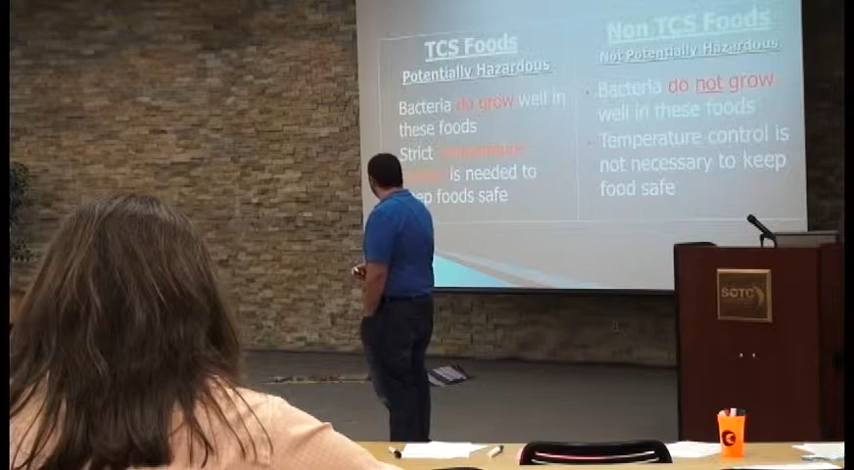 TCS Foods
Potentially Hazardous
Bacteria do grow well in
these foods
Strict temperature
is needed to
foods safe
Non TCS Foods
Not Potentially Hazardous
Bacteria do not grow
well in these foods
Temperature control is
not necessary to keep
food safe
SCTC